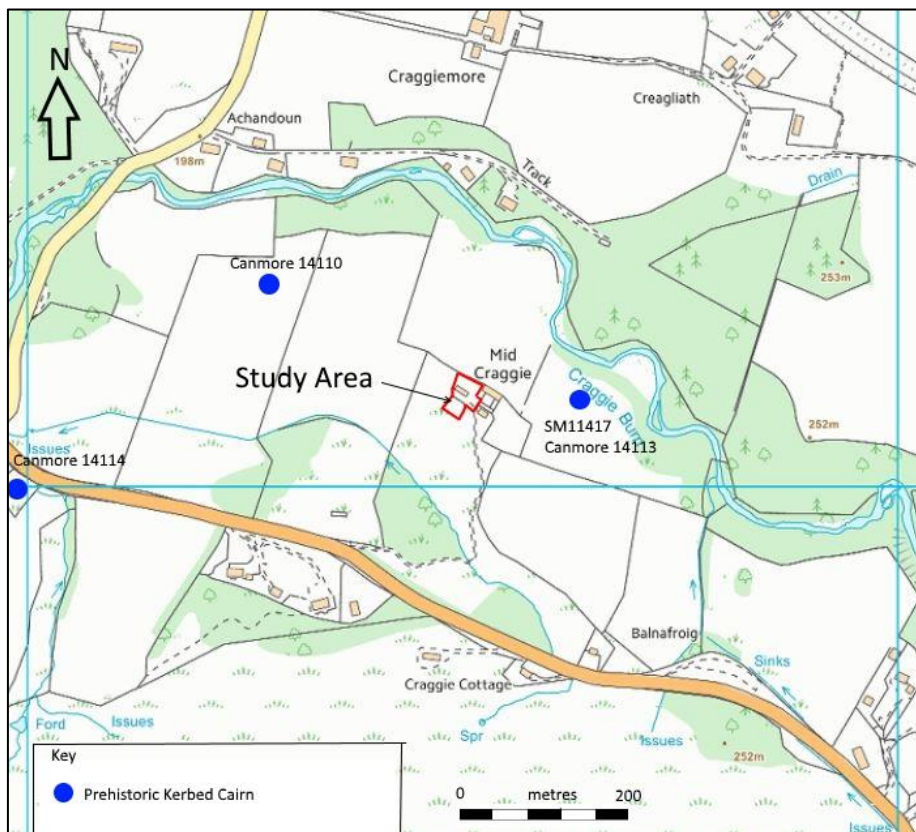 N
Craggiemore
Creagliath
Achandoun
198m
Track
Drain
Canmore 14110
253m
Mid
Craggie
Study Area
Craggie Burn
SM11417
Canmore 14113
252m
Issues
Canmore 14114
Balnafroig
Sinks
Craggie Cottage
Ford
Issues
Spr
Issues
252m
Key
Prehistoric Kerbed Cairn
0 metres 200
Issues